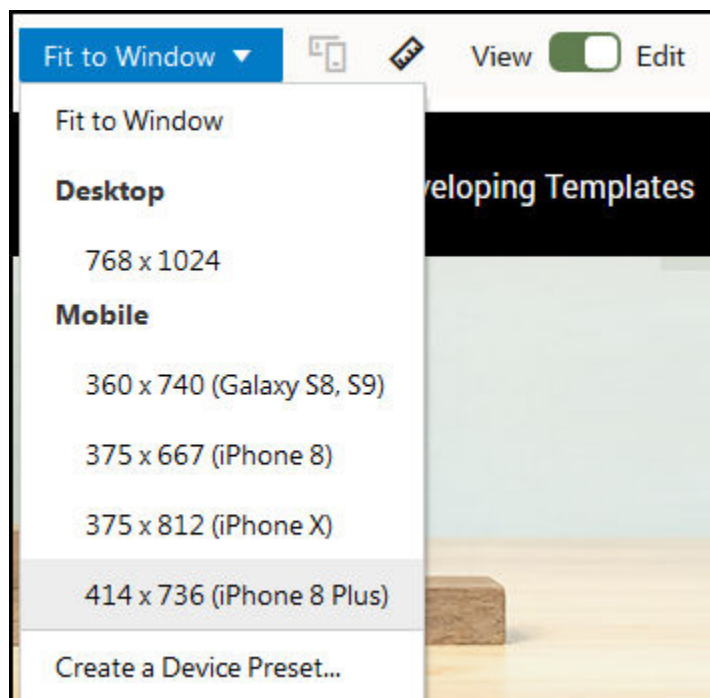 Fit to Window
View
Edit
Fit to Window
Desktop
veloping Templates
768 x 1024
Mobile
360 x 740 (Galaxy S8, S9)
375 x 667 (iPhone 8)
375 x 812 (iPhone X)
414 x 736 (iPhone 8 Plus)
Create a Device Preset...